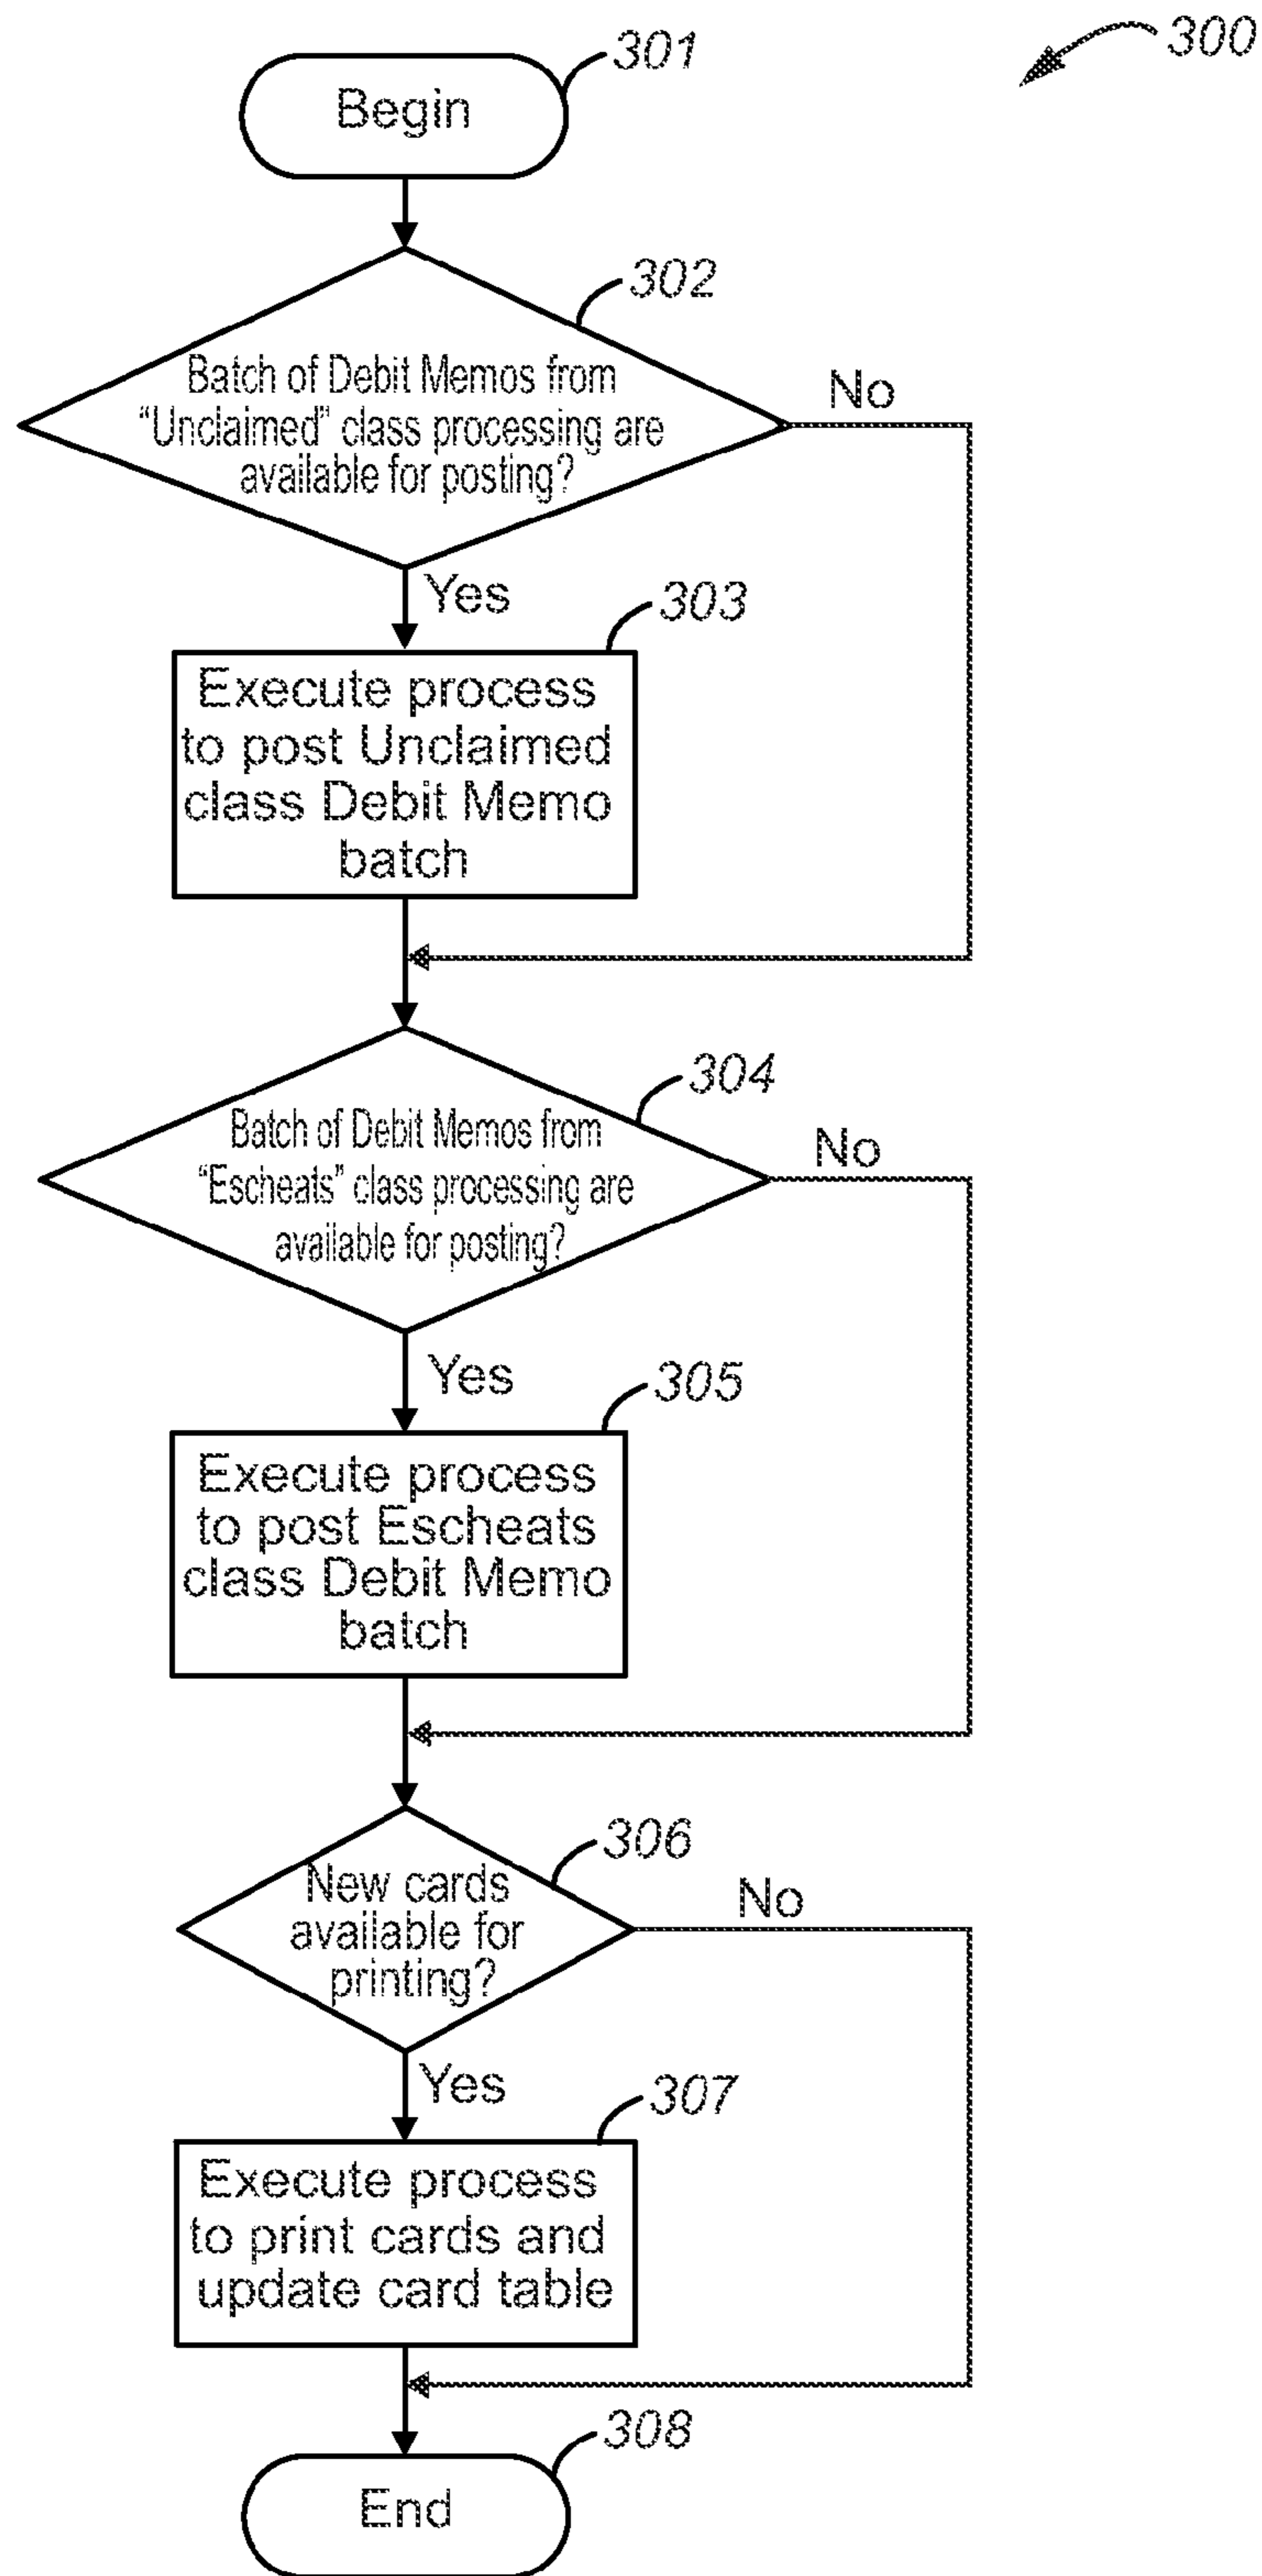 300
301
Begin
302
Batch of Debit Memos from
“Unclaimed” class processing are
available for posting?
No
Yes
303
Execute process
to post Unclaimed
class Debit Memo
batch
304
Batch of Debit Memos from
“Escheats” class processing are
available for posting?
No
Yes
305
Execute process
to post Escheats
class Debit Memo
batch
306
New cards
available for
printing?
No
Yes
307
Execute process
to print cards and
update card table
308
End